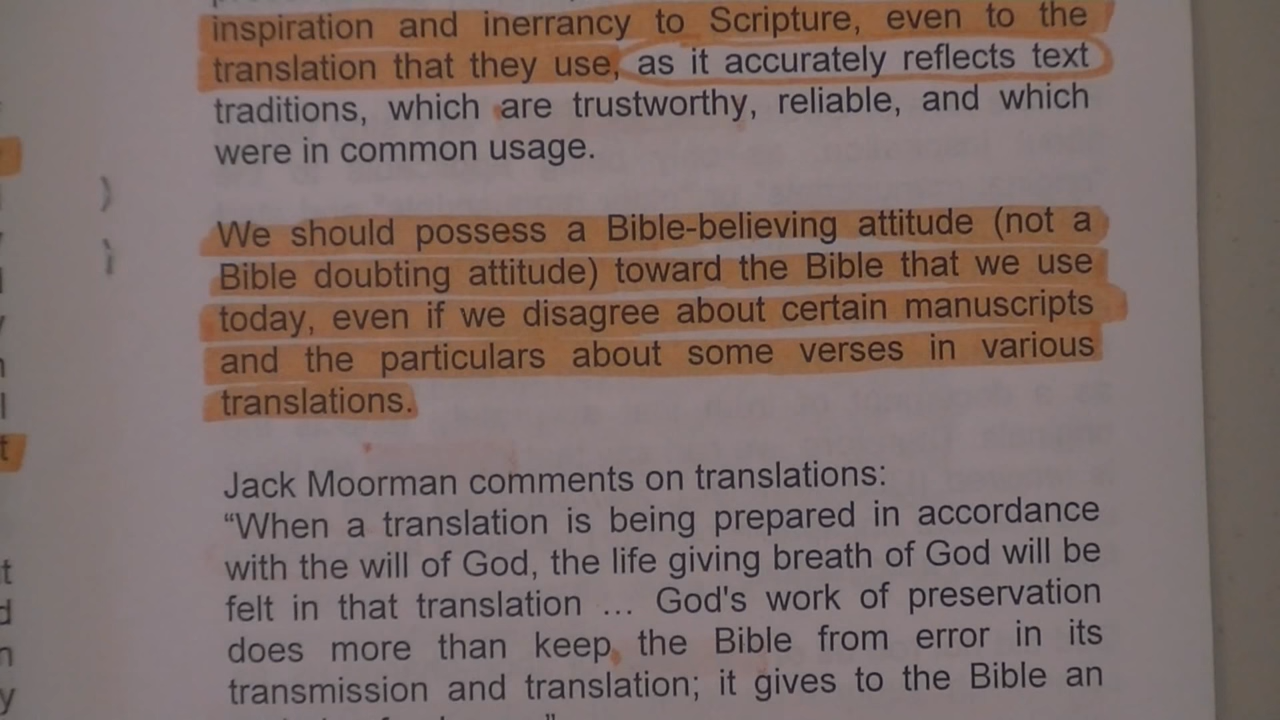 inspiration and inerrancy to Scripture, even to the
translation that they use, as it accurately reflects text
traditions, which are trustworthy, reliable, and which
were in common usage.
We should possess a Bible-believing attitude (not a
Bible doubting attitude) toward the Bible that we use
today, even if we disagree about certain manuscripts
and the particulars about some verses in various
translations.
Jack Moorman comments on translations:
“When a translation is being prepared in accordance
with the will of God, the life giving breath of God will be
felt in that translation … God's work of preservation
does more than keep the Bible from error in its
transmission and translation; it gives to the Bible an